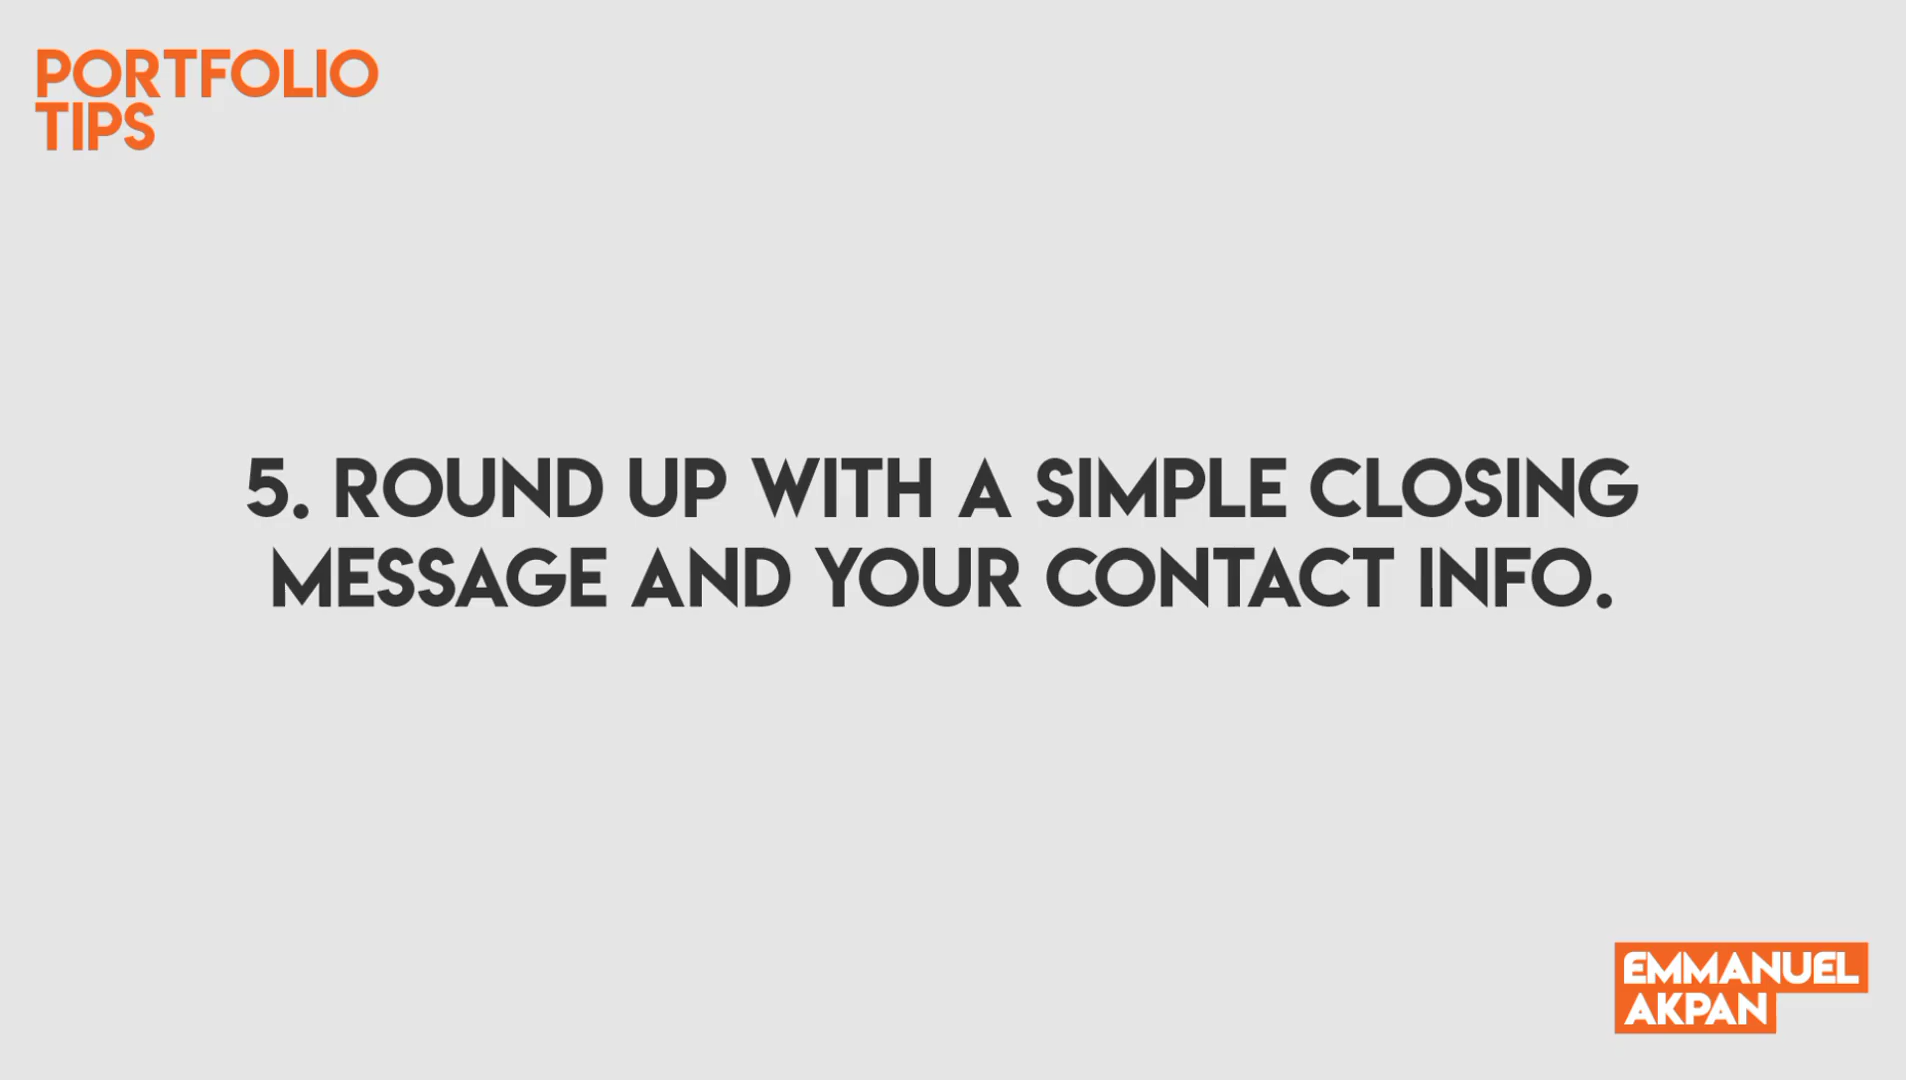 PORTFOLIO
TIPS
5. ROUND UP WITH A SIMPLE CLOSING
MESSAGE AND YOUR CONTACT INFO.
EMMANUEL
AKPAN